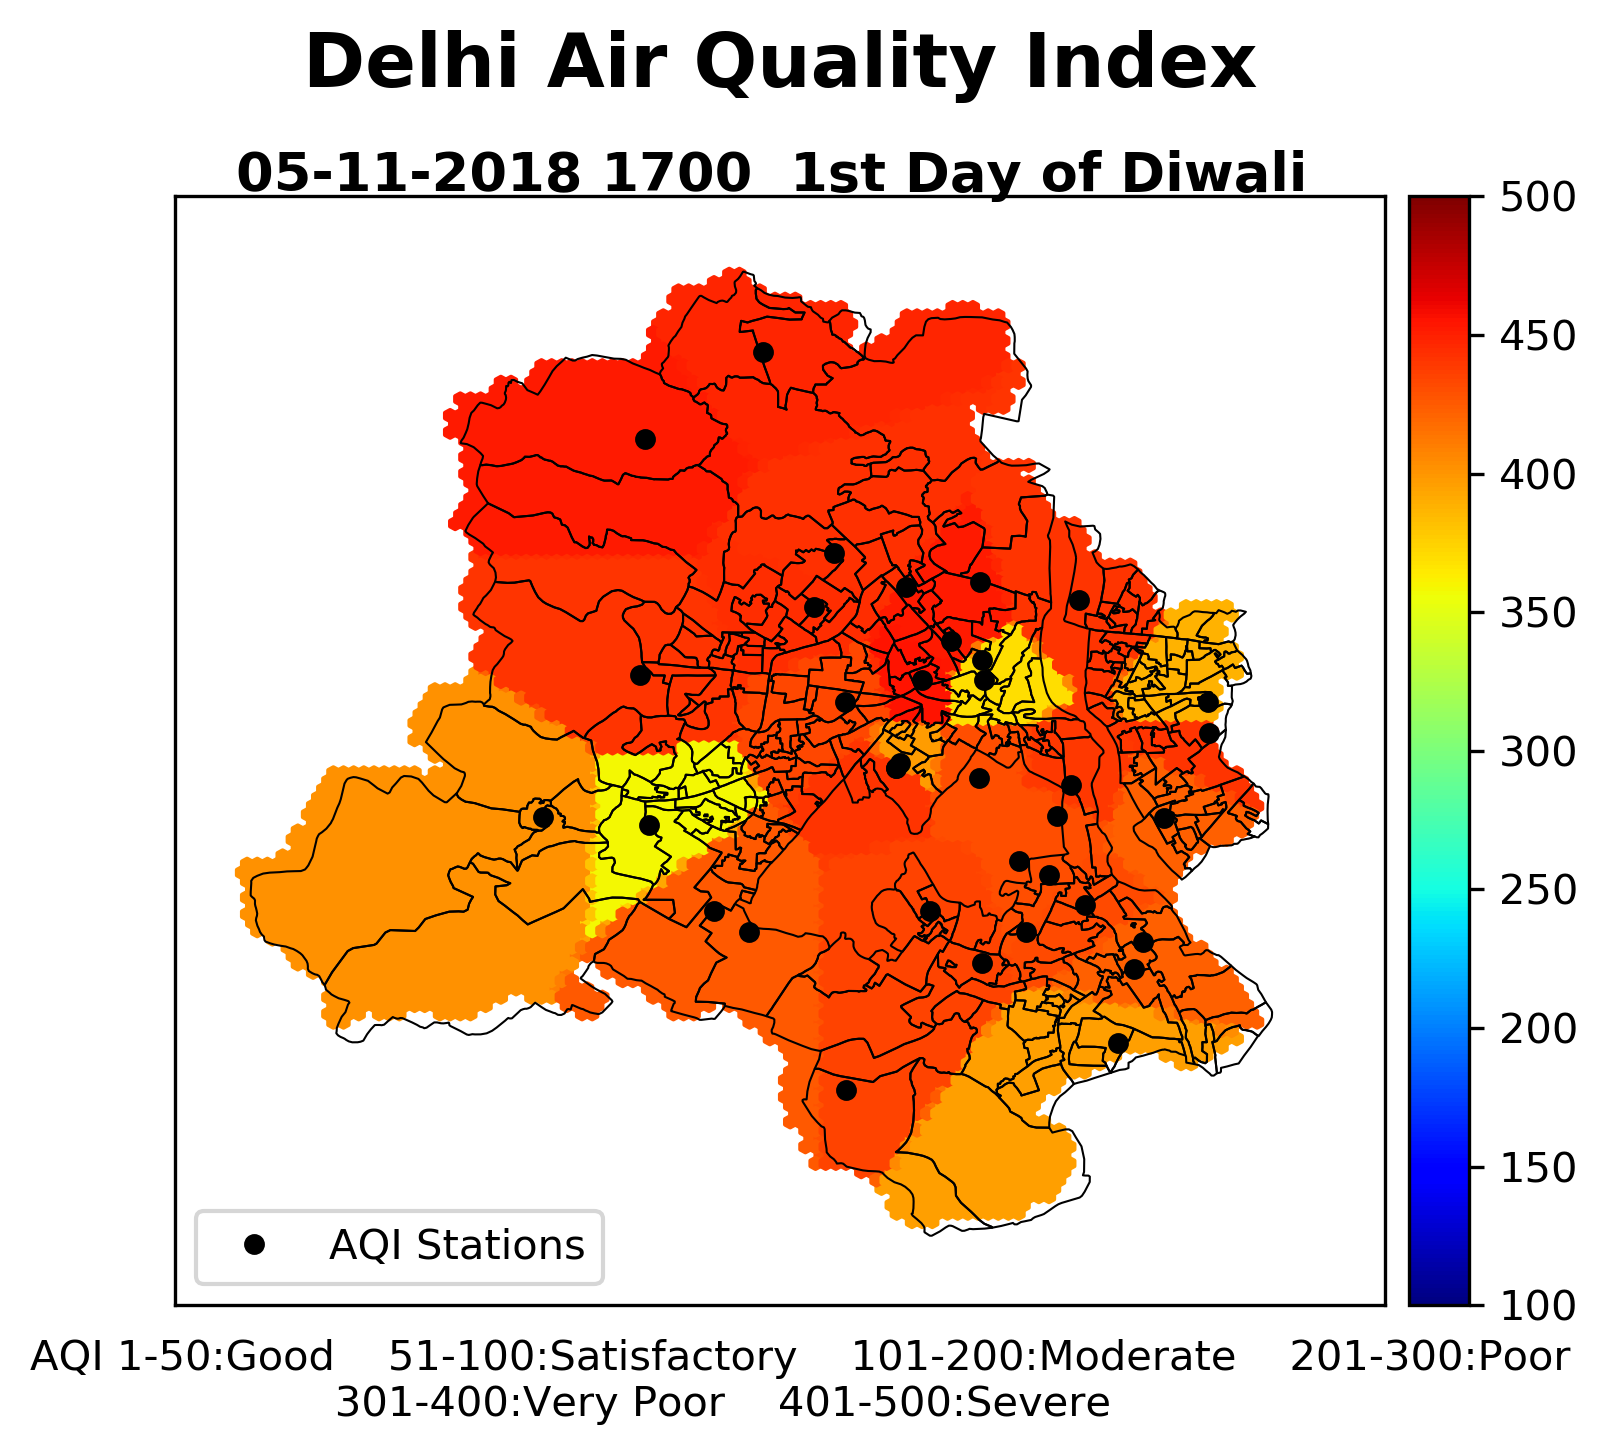 Delhi Air Quality Index
05-11-2018 1700  1st Day of Diwali
500
450
400
350
300
250
200
150
100
AQI Stations
AQI 1-50:Good    51-100:Satisfactory    101-200:Moderate    201-300:Poor
301-400:Very Poor    401-500:Severe